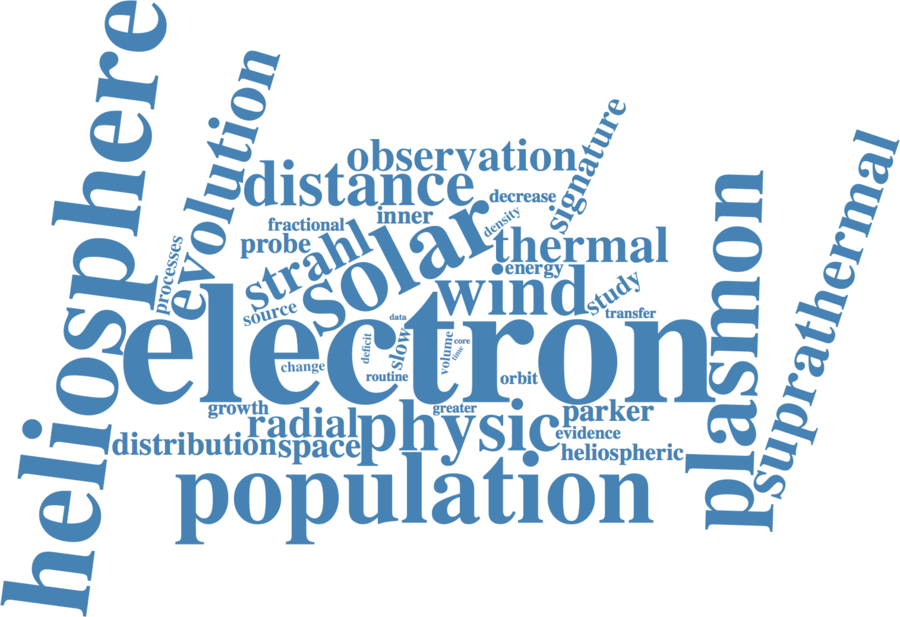 heliosphere
evolution
signature
observation
distance
suprathermal
plasmon
decrease
inner
density
fractional
solar
probe
strahl
thermal
processes
energy
wind
study
source
transfer
electron
data
slow
deficit
volume
core
time
change
routine
orbit
growth
greater
parker
radial
physic
evidence
distribution
space
heliospheric
population